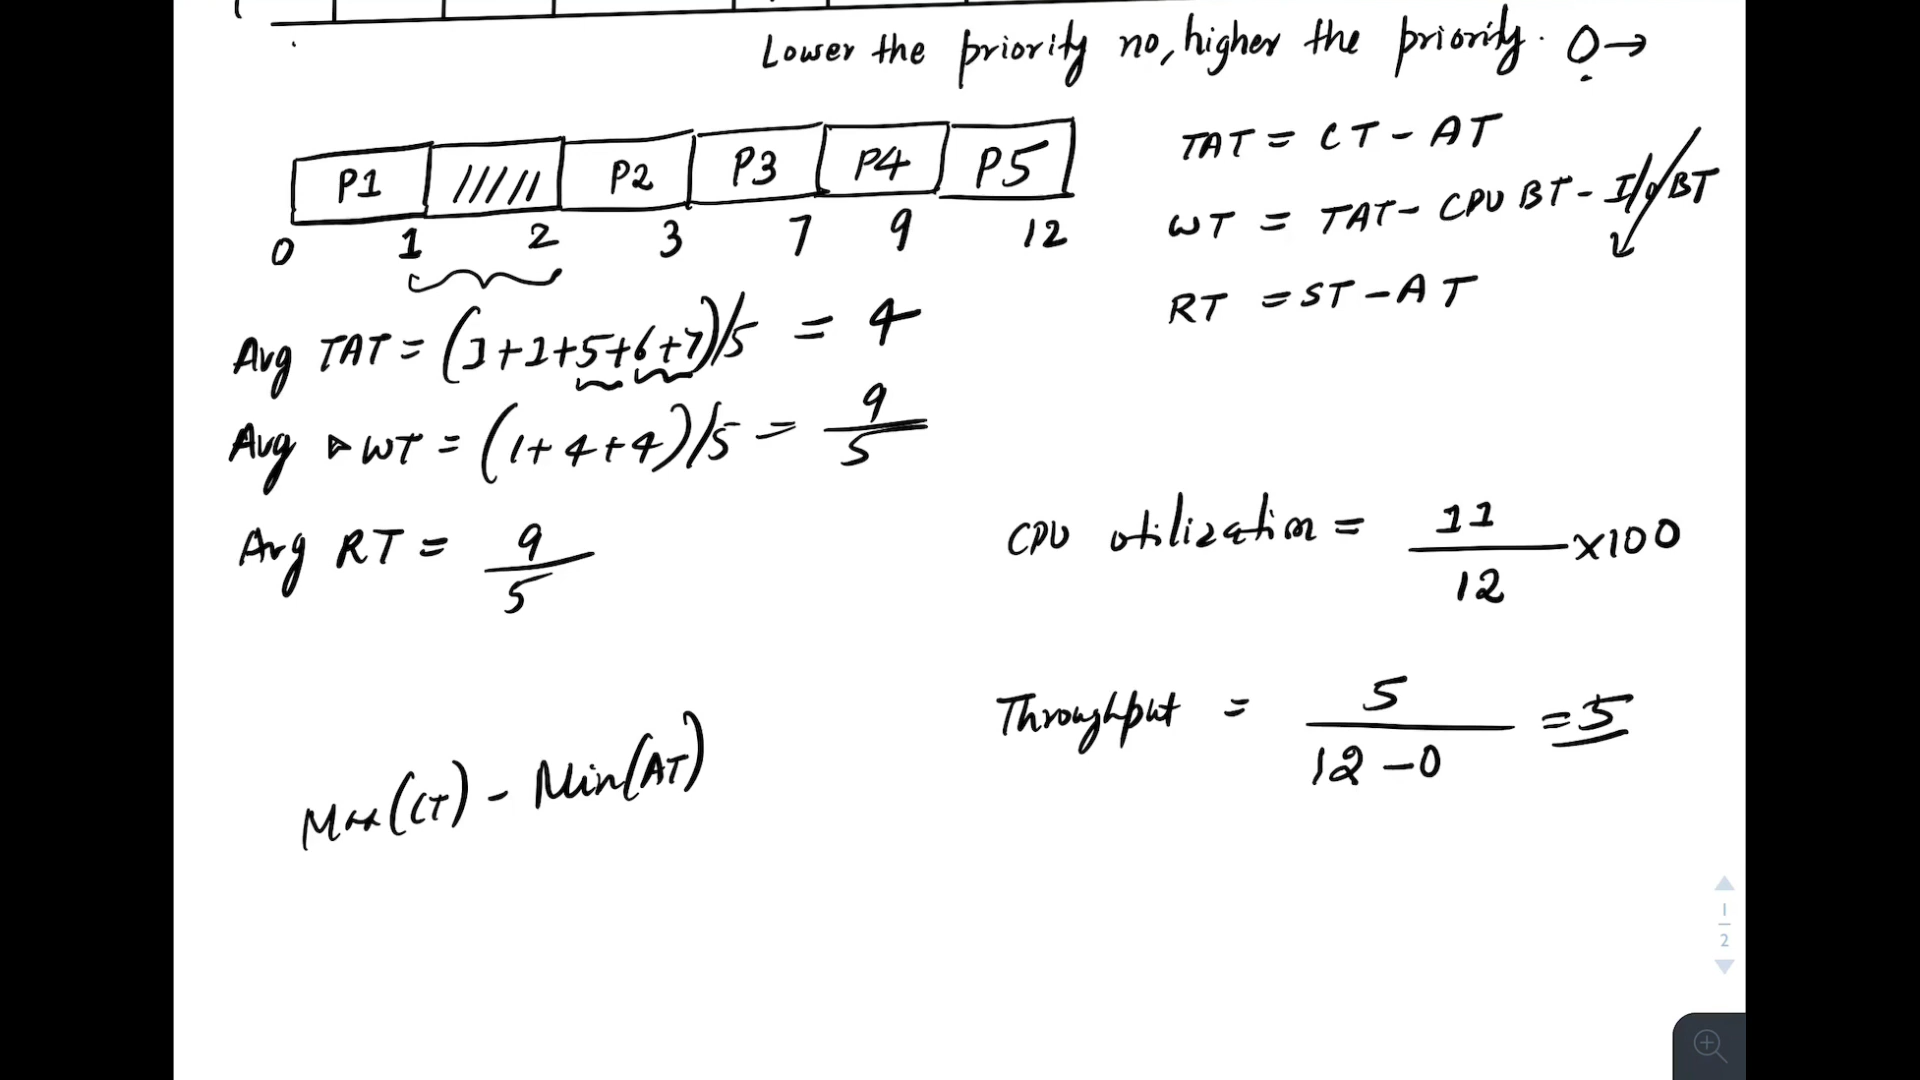 Lower the priority no, higher the priority. 0→
P1 ///// P2 P3 P4 P5
0 1 2 3 7 9 12
TAT = CT - AT
WT = TAT - CPU BT - I/O BT
RT = ST - AT
Avg TAT = (1+1+5+6+7)/5 = 4
Avg WT = (1+4+4)/5 = 9/5
Avg RT = 9/5
CPU utilization = 11/12 ×100
Throughput = 5/12-0 = 5
Max(CT) - Min(AT)
1
2